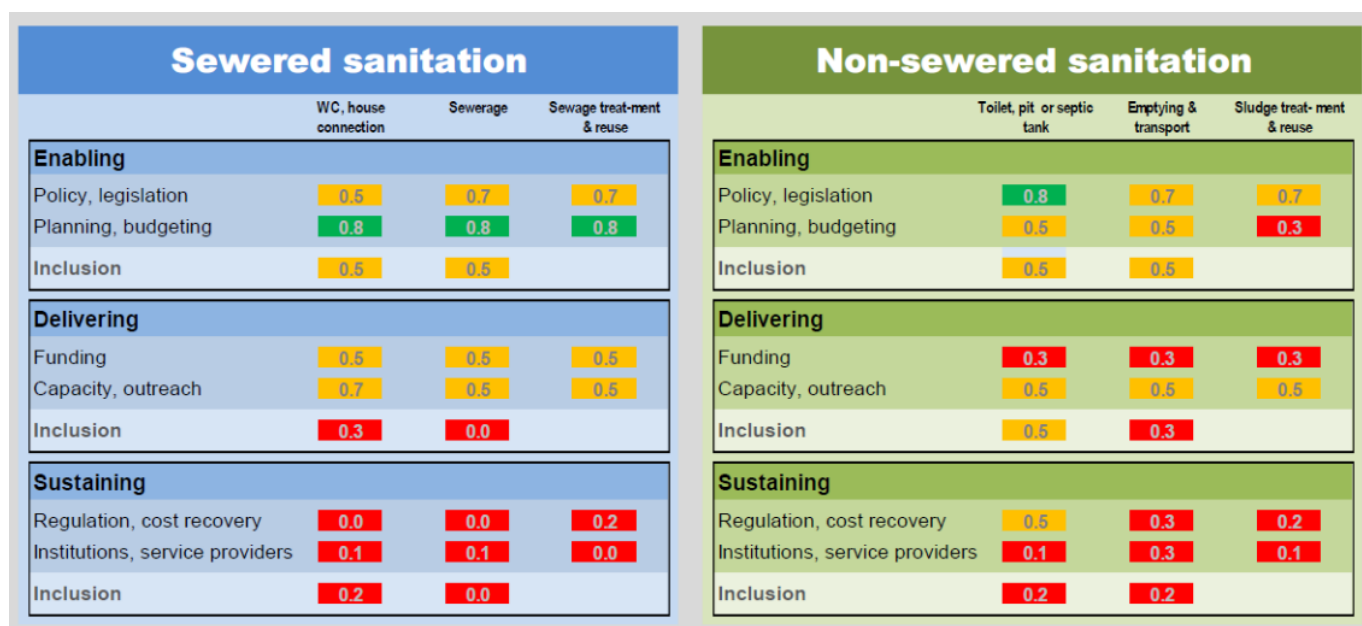 Sewered sanitation
WC, house connection Sewerage Sewage treat-ment & reuse
Enabling
Policy, legislation 0.5 0.7 0.7
Planning, budgeting 0.8 0.8 0.8
Inclusion 0.5 0.5
Delivering
Funding 0.5 0.5 0.5
Capacity, outreach 0.7 0.5 0.5
Inclusion 0.3 0.0
Sustaining
Regulation, cost recovery 0.0 0.0 0.2
Institutions, service providers 0.1 0.1 0.0
Inclusion 0.2 0.0
Non-sewered sanitation
Toilet, pit or septic tank Emptying & transport Sludge treat- ment & reuse
Enabling
Policy, legislation 0.8 0.7 0.7
Planning, budgeting 0.5 0.5 0.3
Inclusion 0.5 0.5
Delivering
Funding 0.3 0.3 0.3
Capacity, outreach 0.5 0.5 0.5
Inclusion 0.5 0.3
Sustaining
Regulation, cost recovery 0.5 0.3 0.2
Institutions, service providers 0.1 0.3 0.1
Inclusion 0.2 0.2